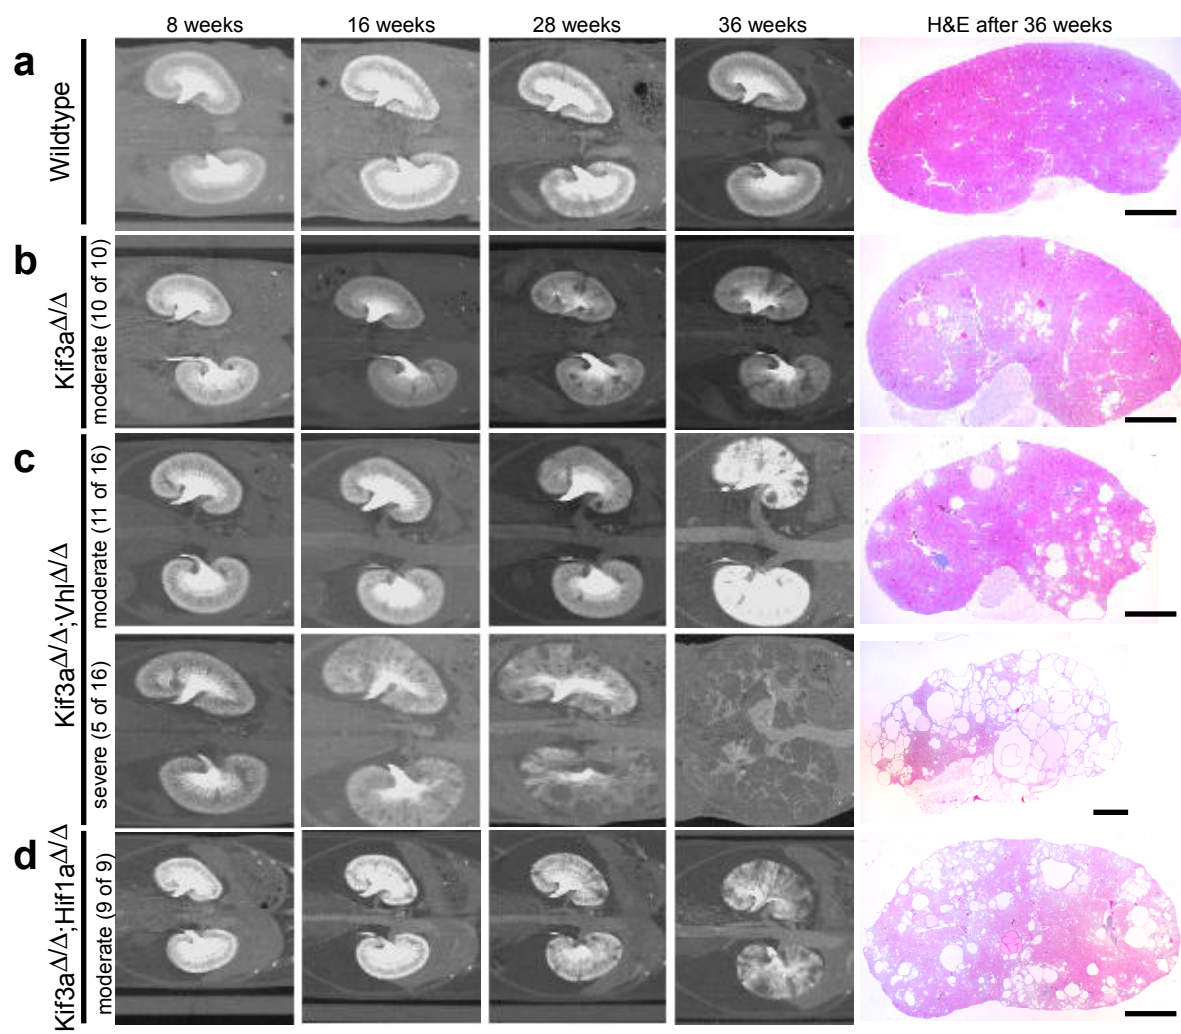 8 weeks
16 weeks
28 weeks
36 weeks
H&E after 36 weeks
a
Wildtype
b
Kif3aΔ/Δ
moderate (10 of 10)
c
Kif3aΔ/Δ;VhlΔ/Δ
moderate (11 of 16)
severe (5 of 16)
d
Kif3aΔ/Δ;Hif1aΔ/Δ
moderate (9 of 9)